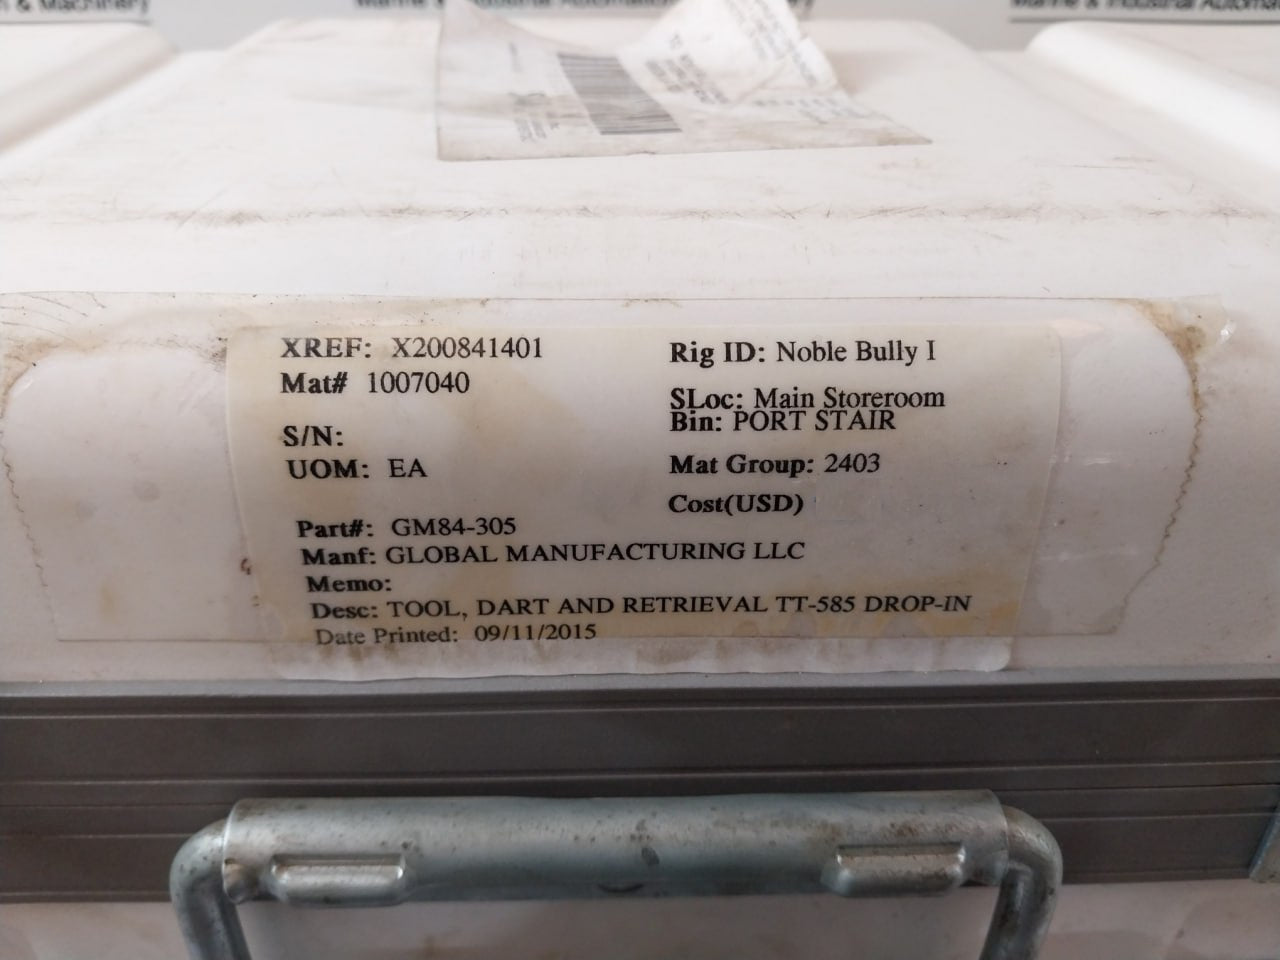 & Machinery
XREF: X200841401
Mat# 1007040
S/N:
UOM: EA
Rig ID: Noble Bully I
SLoc: Main Storeroom
Bin: PORT STAIR
Mat Group: 2403
Cost(USD)
Part#: GM84-305
Manf: GLOBAL MANUFACTURING LLC
Memo:
Desc: TOOL, DART AND RETRIEVAL TT-585 DROP-IN
Date Printed: 09/11/2015